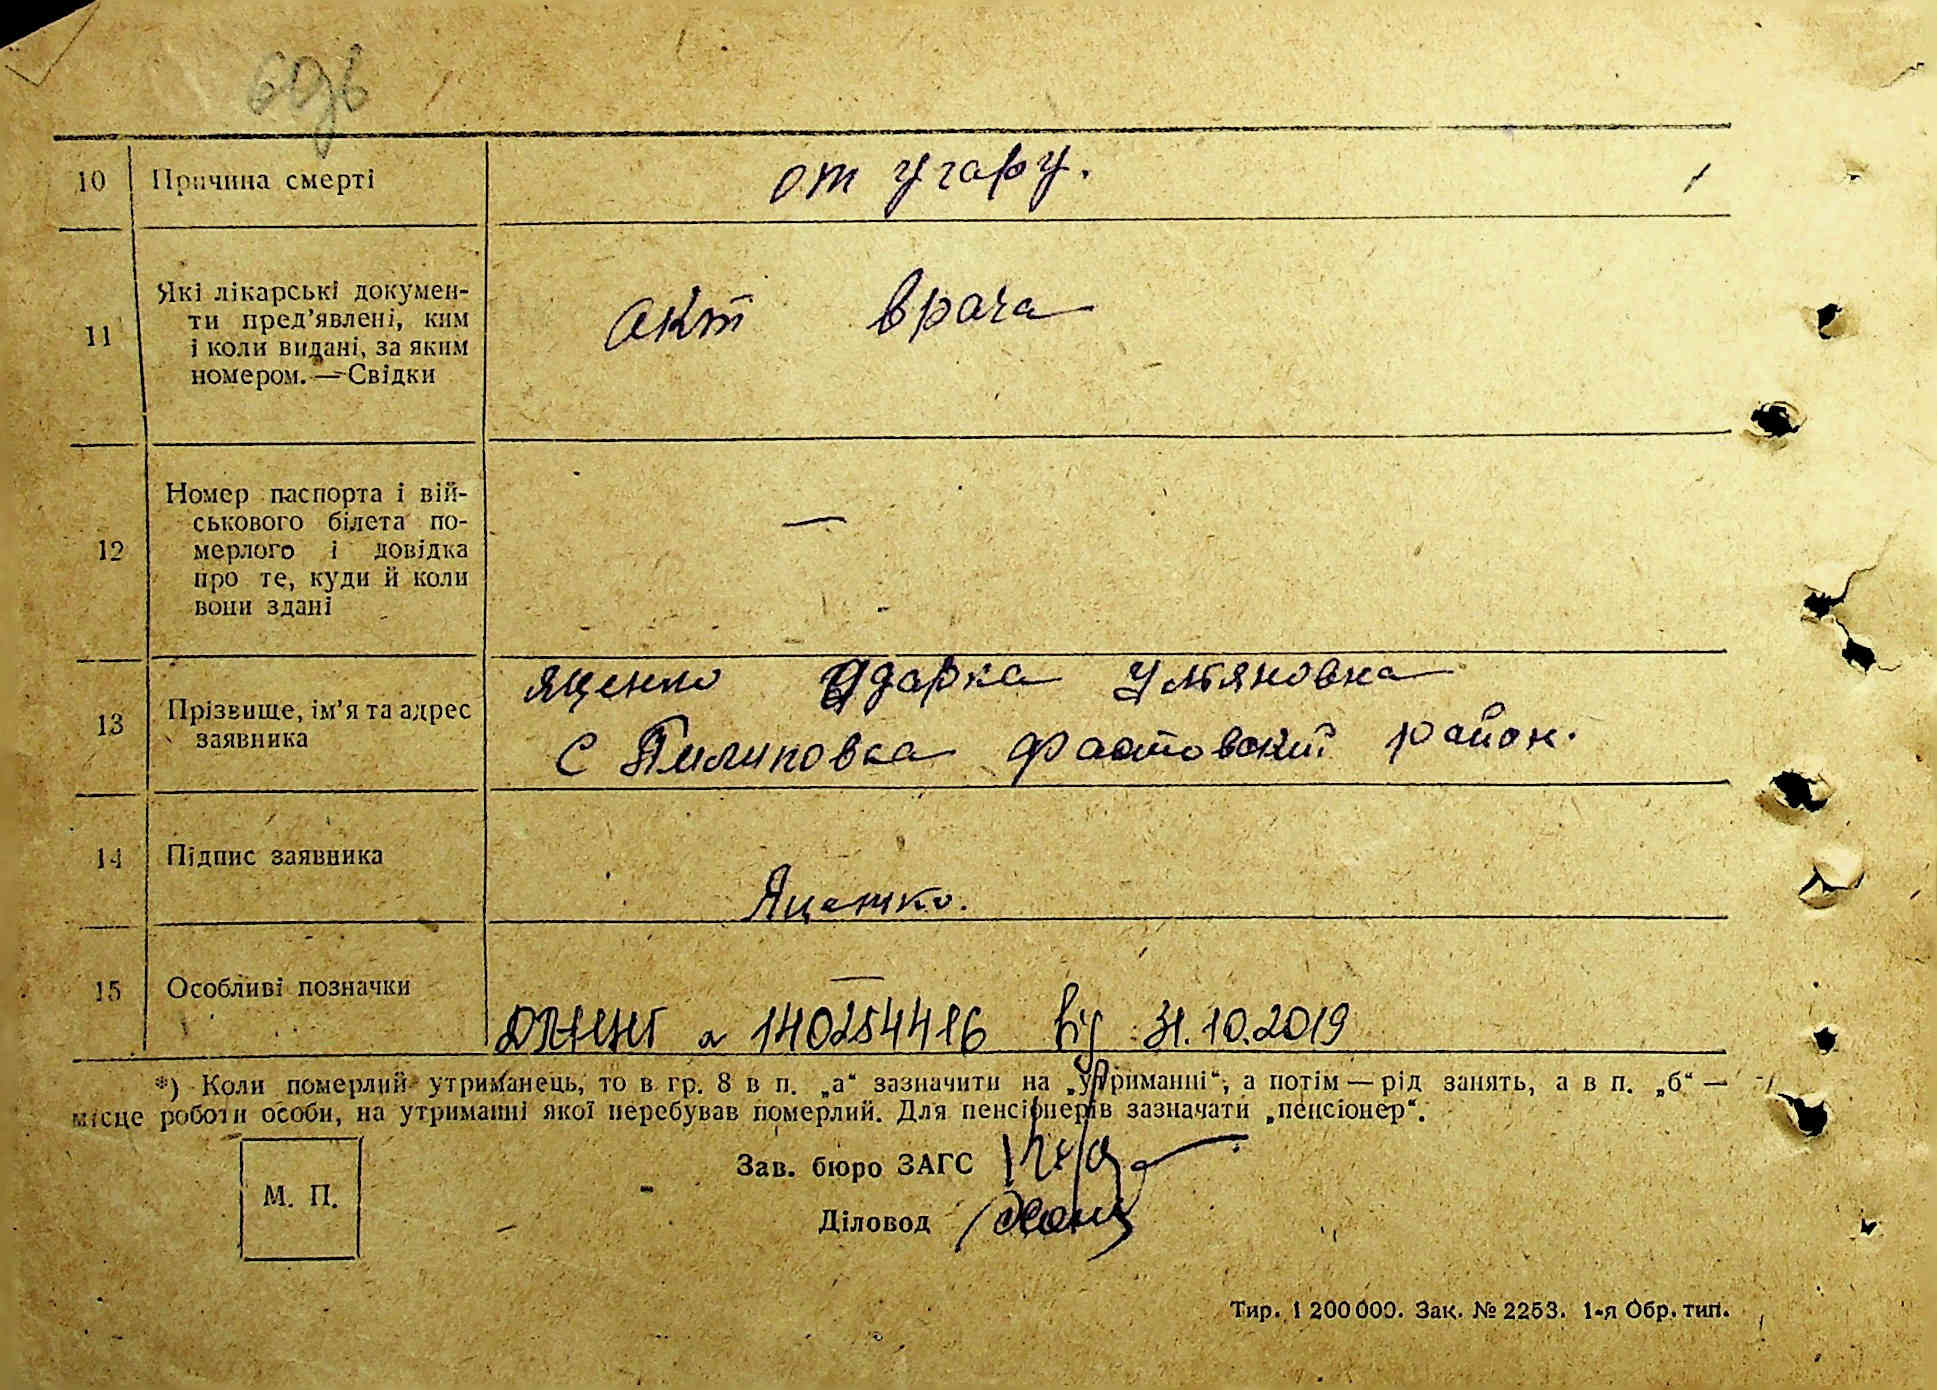 10 Причина смерті от угару.
11 Які лікарські докумен-
ти пред’явлені, ким
і коли видані, за яким
номером. — Свідки
акт врача
12 Номер паспорта і вій-
ськового білета по-
мерлого і довідка
про те, куди й коли
вони здані
—
13 Прізвище, ім’я та адрес
заявника
Яценко Одарка Умяновна
С Пилиповка Фастовский район.
14 Підпис заявника
Яценко.
15 Особливі позначки
—
140254416 від 31.10.2019
*) Коли померлий утриманець, то в гр. 8 в п. „а“ зазначити на „утриманні“, а потім — рід занять, а в п. „б“ —
місце роботи особи, на утриманні якої перебував померлий. Для пенсіонерів зазначати „пенсіонер“.
М. П.
Зав. бюро ЗАГС
Діловод
Тир. 1 200 000. Зак. № 2253. 1-я Обр. тип.